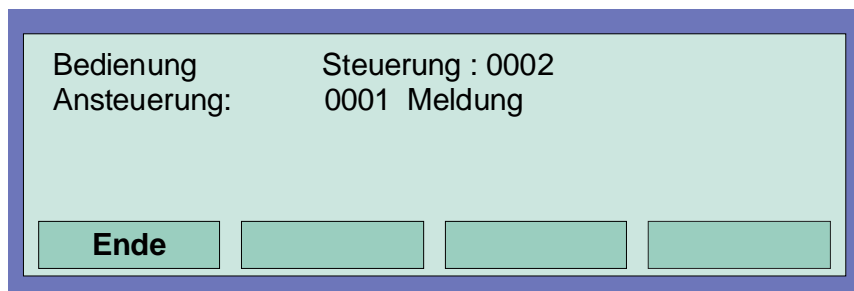 Bedienung Steuerung : 0002
Ansteuerung: 0001 Meldung
Ende